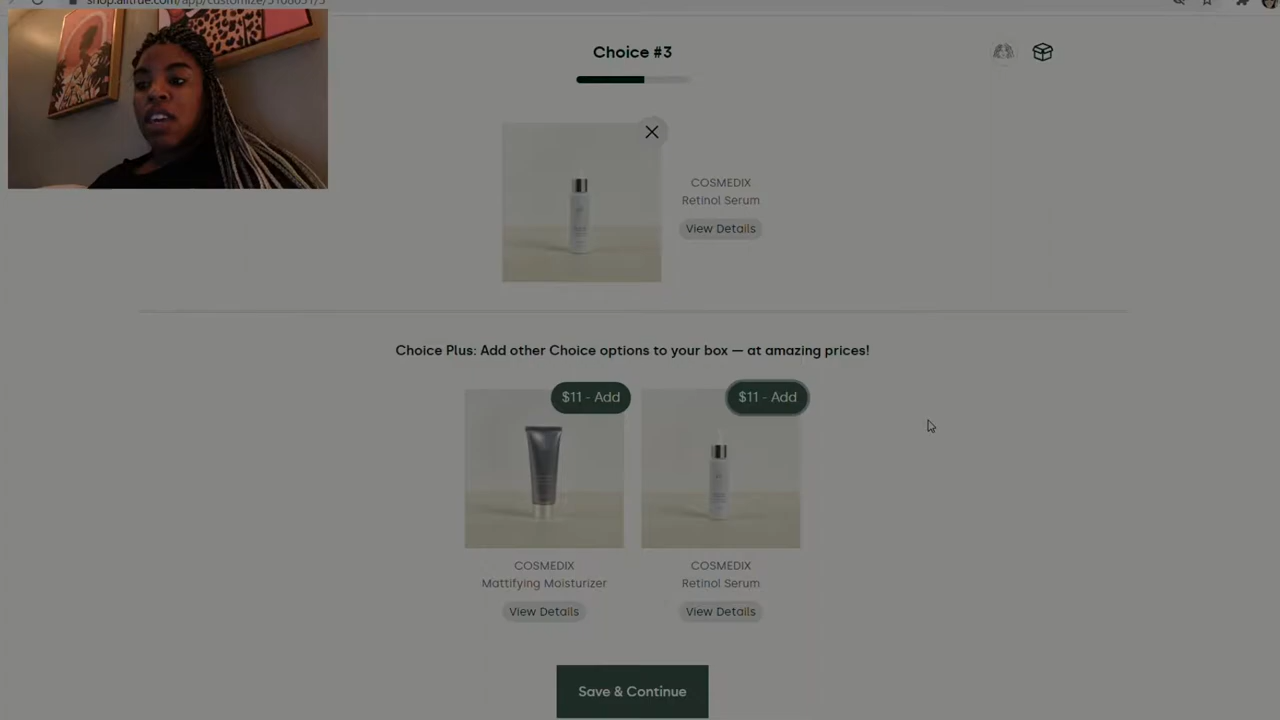 Choice #3
COSMEDIX
Retinol Serum
View Details
Choice Plus: Add other Choice options to your box — at amazing prices!
$11 - Add
$11 - Add
COSMEDIX
Mattifying Moisturizer
View Details
COSMEDIX
Retinol Serum
View Details
Save & Continue